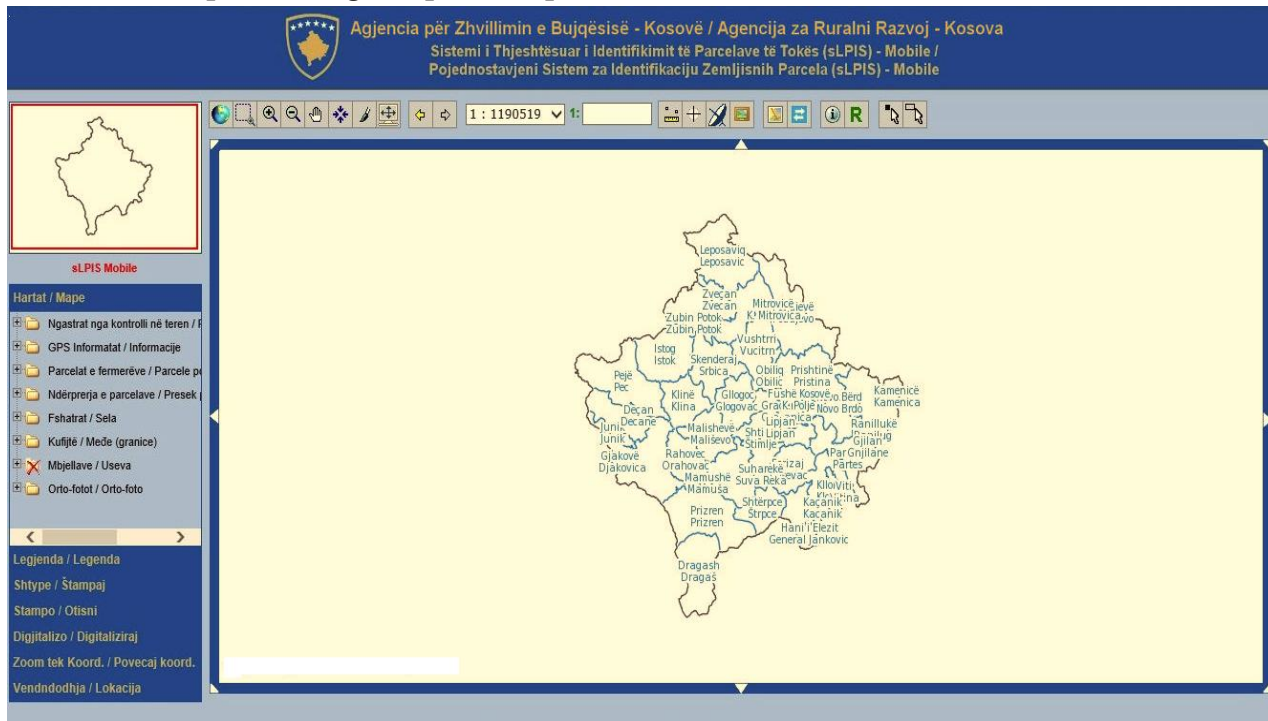 Agjencia për Zhvillimin e Bujqësisë - Kosovë / Agencija za Ruralni Razvoj - Kosova
Sistemi i Thjeshtësuar i Identifikimit të Parcelave të Tokës (sLPIS) - Mobile /
Pojednostavjeni Sistem za Identifikaciju Zemljisnih Parcela (sLPIS) - Mobile
1 : 1190519
1:
R
sLPIS Mobile
Hartat / Mape
Ngastrat nga kontrolli në teren /
GPS Informatat / Informacije
Parcelat e fermerëve / Parcele
Ndërprerja e parcelave / Presek
Fshatrat / Sela
Kufijtë / Međe (granice)
Mbjellave / Useva
Orto-fotot / Orto-foto
Legjenda / Legenda
Shtype / Štampaj
Stampo / Otisni
Digjitalizo / Digitaliziraj
Zoom tek Koord. / Povecaj koord.
Vendndodhja / Lokacija
Leposaviq
Leposavic
Zveçan
Zvecan
Mitrovicë
Mitrovica
Zubin Potok
Zubin Potok
Vushtrri
Vucitrn
Istog
Istok
Skenderaj
Srbica
Obiliq
Obilic
Prishtinë
Pristina
Pejë
Pec
Klinë
Klina
Gllogoc
Glogovac
Fushë Kosovë
Novo Brdo
Kamenicë
Kamenica
Deçan
Decane
Junik
Junik
Malishevë
Mališevo
Lipjan
Lipjan
Štimlje
Ranillukë
Gjilan
Gnjilane
Partes
Gjakovë
Djakovica
Rahovec
Orahovac
Suharekë
Suva Reka
Mamushë
Mamuša
Viti
Prizren
Prizren
Shtërpce
Štrpce
Kaçanik
Kacanik
Hani i Elezit
General Jankovic
Dragash
Dragaš